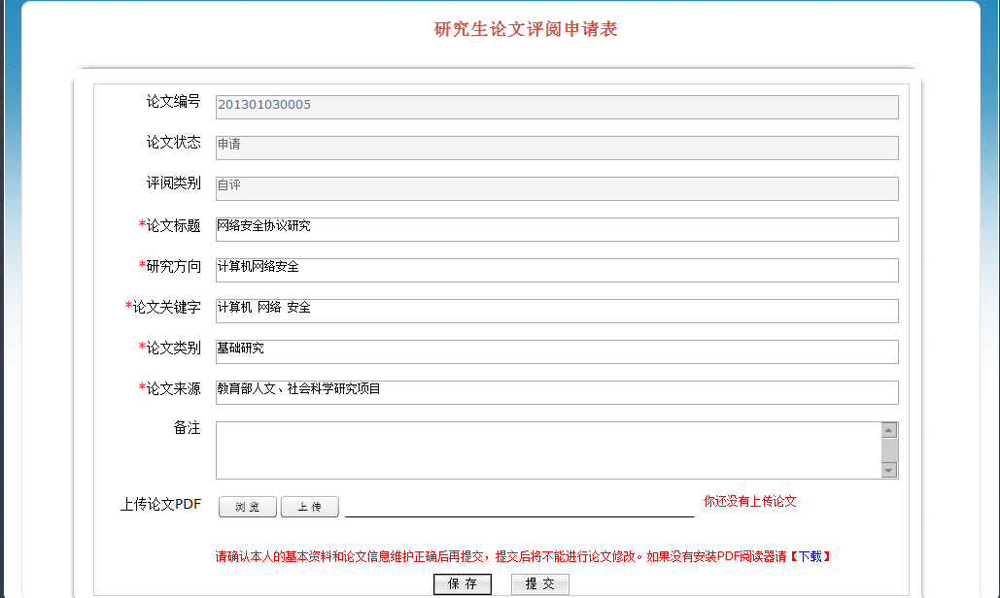 研究生论文评阅申请表
论文编号 201301030005
论文状态 申请
评阅类别 自评
*论文标题 网络安全协议研究
*研究方向 计算机网络安全
*论文关键字 计算机 网络 安全
*论文类别 基础研究
*论文来源 教育部人文、社会科学研究项目
备注
上传论文PDF 浏览 上传 你还没有上传论文
请确认本人的基本资料和论文信息维护正确后再提交，提交后将不能进行论文修改。如果没有安装PDF阅读器请【下载】
保存 提交